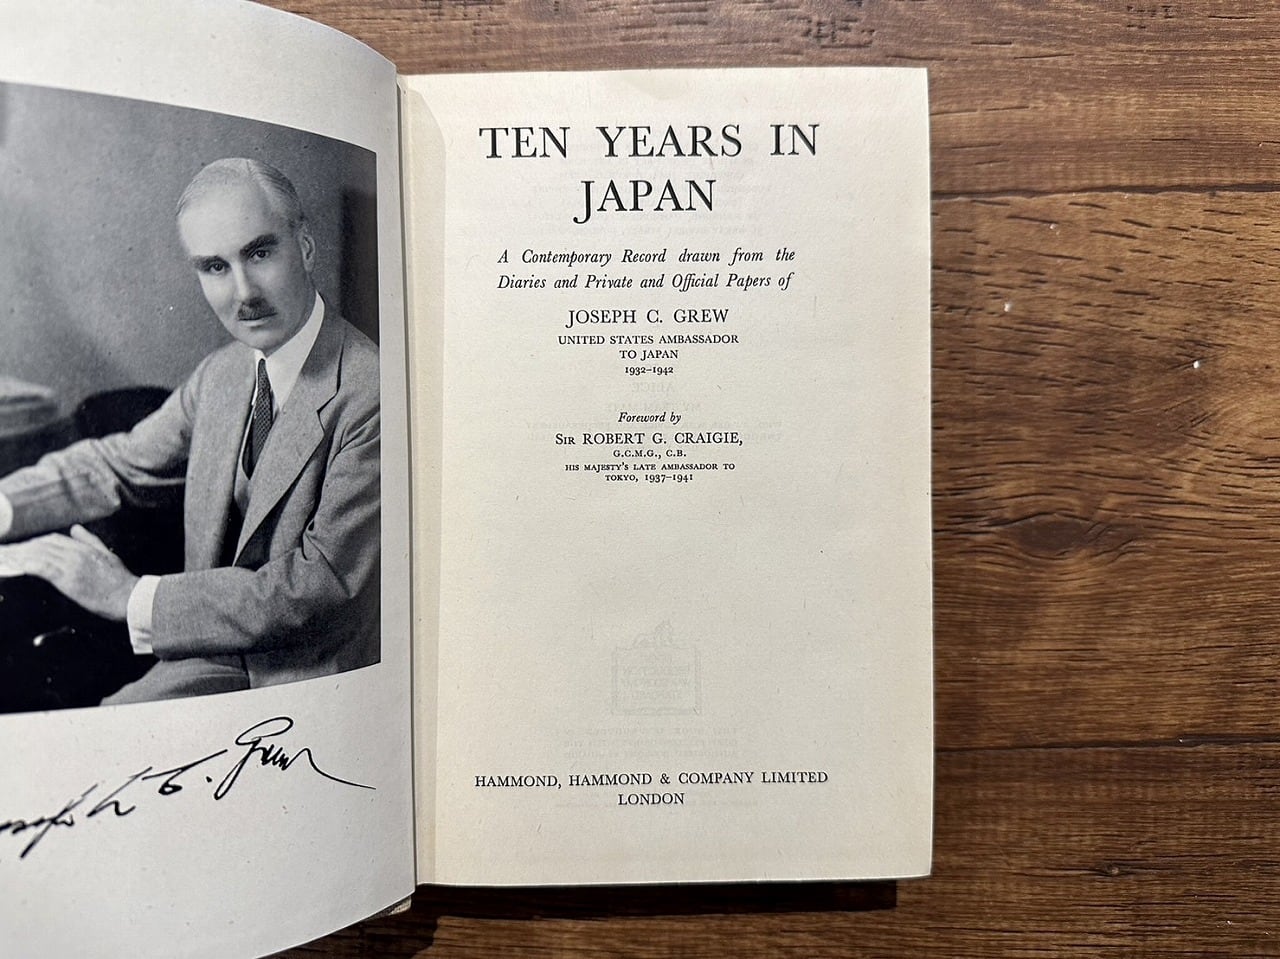 TEN YEARS IN
JAPAN
A Contemporary Record drawn from the
Diaries and Private and Official Papers of
JOSEPH C. GREW
UNITED STATES AMBASSADOR
TO JAPAN
1932–1942
Foreword by
SIR ROBERT G. CRAIGIE,
G.C.M.G., C.B.
HIS MAJESTY'S LATE AMBASSADOR TO
TOKYO, 1937–1941
HAMMOND, HAMMOND & COMPANY LIMITED
LONDON
C. Grew